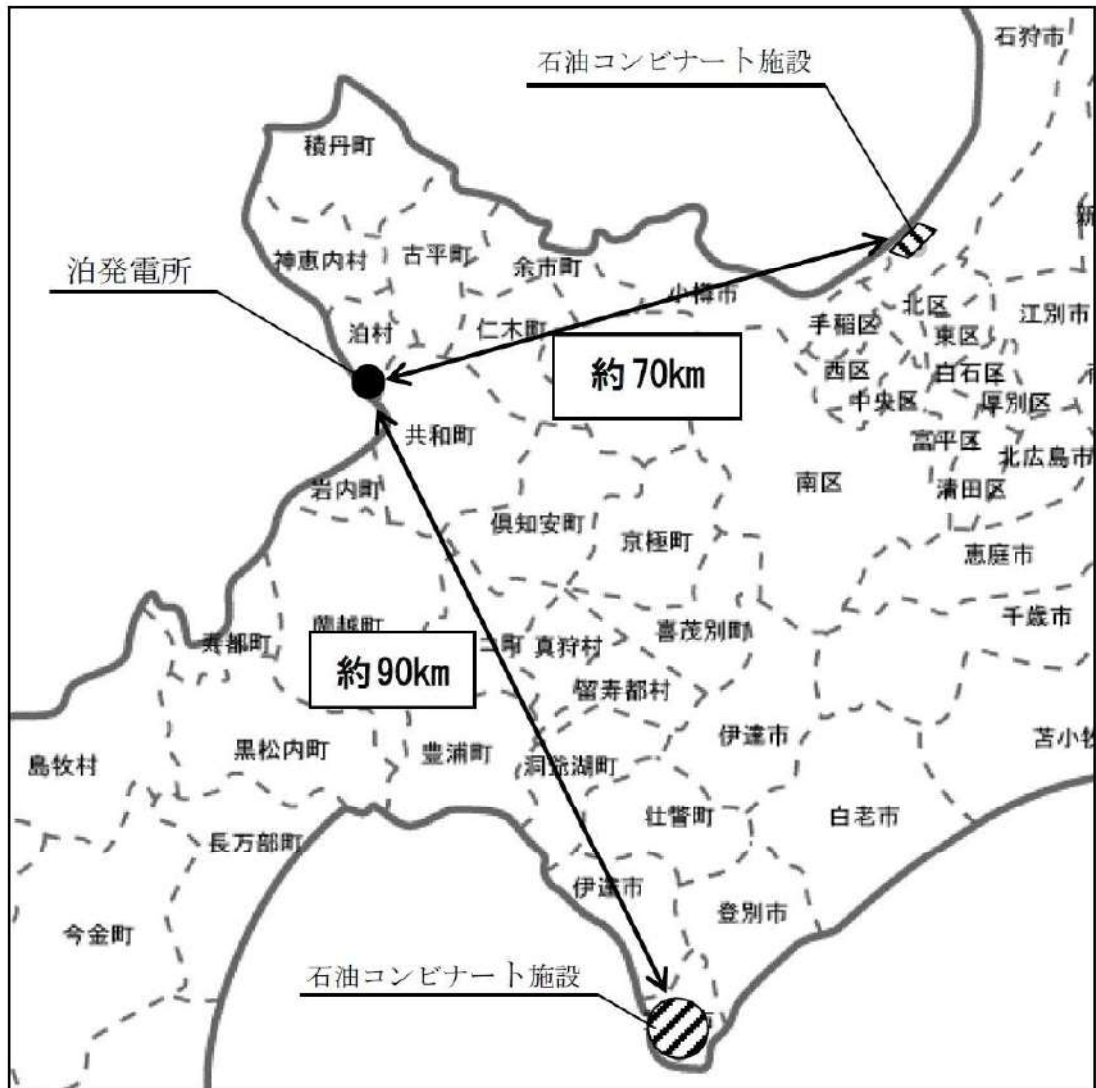 石狩市
石油コンビナート施設
積丹町
新
古平町
神恵内村
余市町
泊発電所
小樽市
北区
江別市
手稲区
泊村
仁木町
東区
約70km
西区
白石区
中央区
厚別区
共和町
富平区
北広島市
岩内町
南区
清田区
倶知安町
京極町
恵庭市
千歳市
蘭越町
寿都町
コ町
真狩村
喜茂別町
約90km
留寿都村
伊達市
苫小牧
島牧村
黒松内町
豊浦町
洞爺湖町
壮瞥町
白老市
長万部町
伊達市
登別市
今金町
石油コンビナート施設